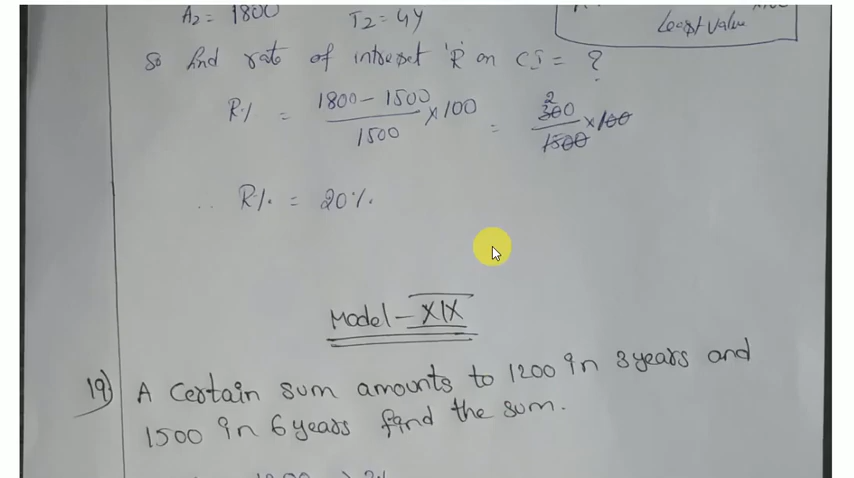 A2 = 1800 T2 = 4y
Least value
So find rate of interest 'R' on CI = ?
R% = 1800 - 1500 / 1500 × 100 = 300 / 1500 × 100
2
∴ R% = 20%.
Model - XIX
19) A certain sum amounts to 1200 in 3 years and
1500 in 6 years find the sum.